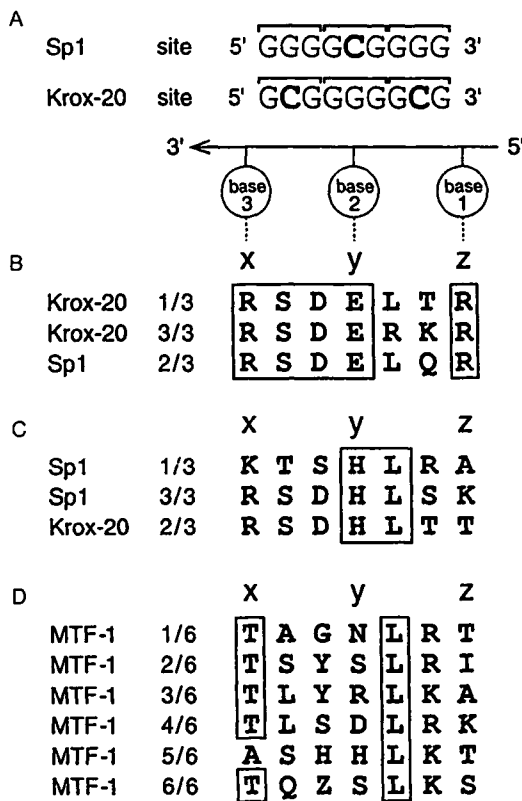 A
Sp1 site 5' GGGGCGGGG 3'
Krox-20 site 5' GCGGGGGCG 3'
3' 5'
base 3 base 2 base 1
B x y z
Krox-20 1/3 R S D E L T R
Krox-20 3/3 R S D E R K R
Sp1 2/3 R S D E L Q R
C x y z
Sp1 1/3 K T S H L R A
Sp1 3/3 R S D H L S K
Krox-20 2/3 R S D H L T T
D x y z
MTF-1 1/6 T A G N L R T
MTF-1 2/6 T S Y S L R I
MTF-1 3/6 T L Y R L K A
MTF-1 4/6 T L S D L R K
MTF-1 5/6 A S H H L K T
MTF-1 6/6 T Q Z S L K S